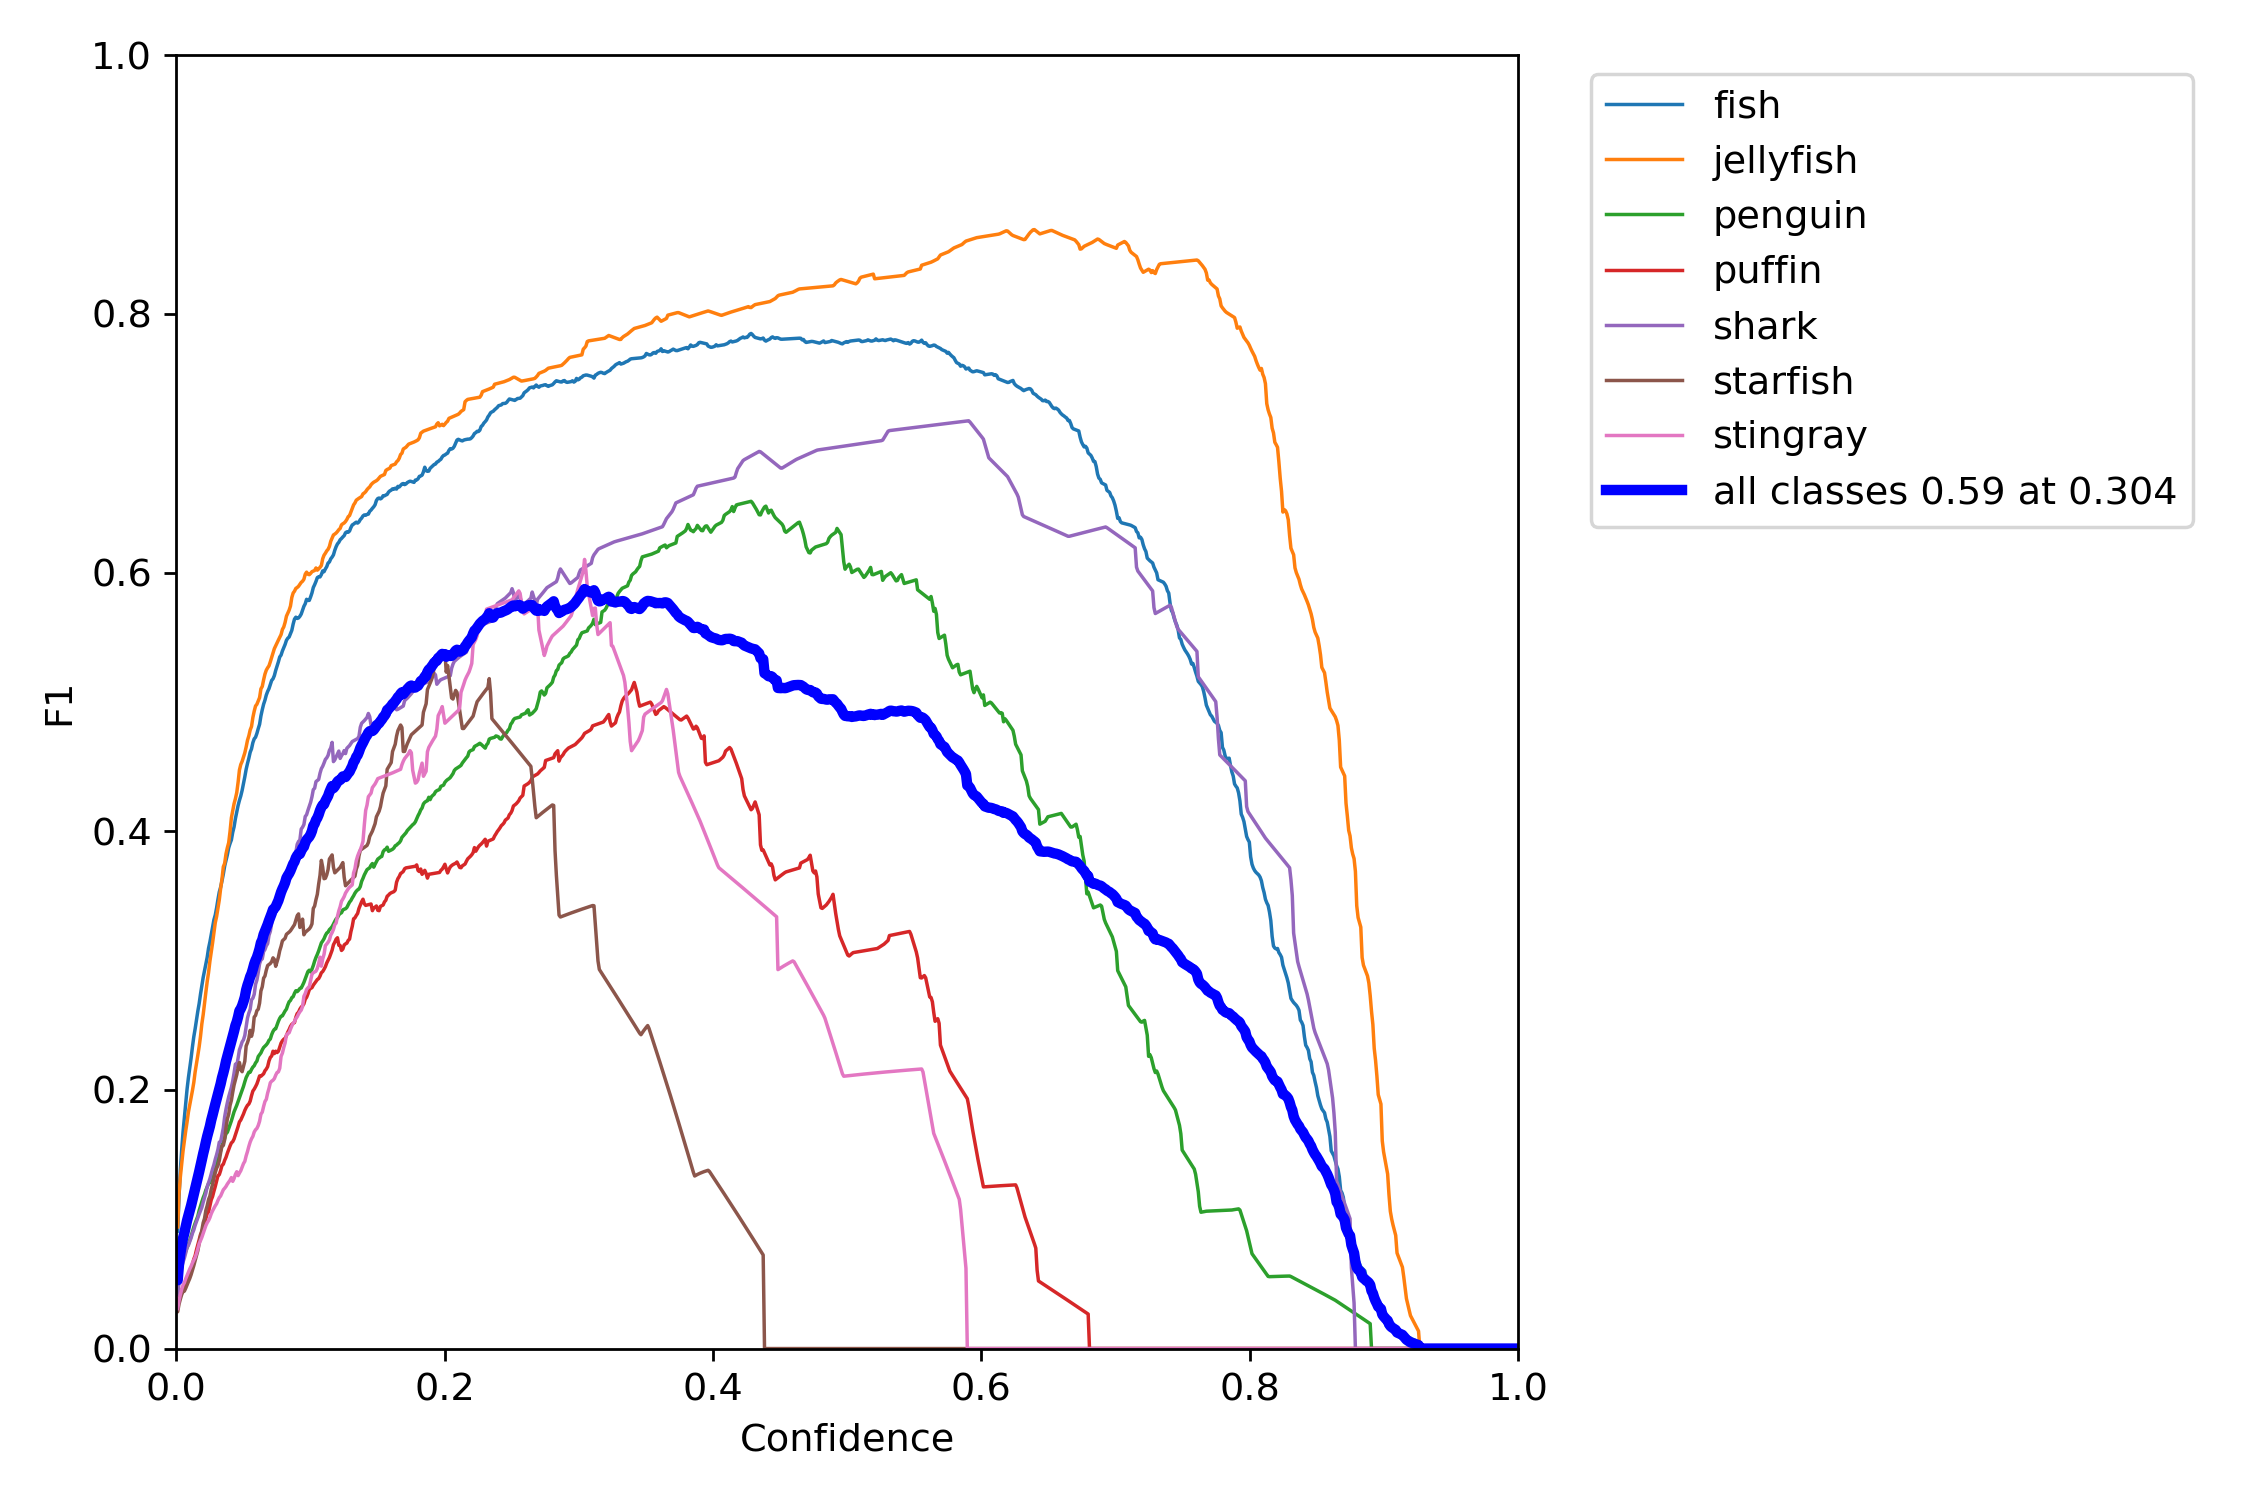 1.0
0.8
0.6
0.4
0.2
0.0
F1
0.0 0.2 0.4 0.6 0.8 1.0
Confidence
fish
jellyfish
penguin
puffin
shark
starfish
stingray
all classes 0.59 at 0.304